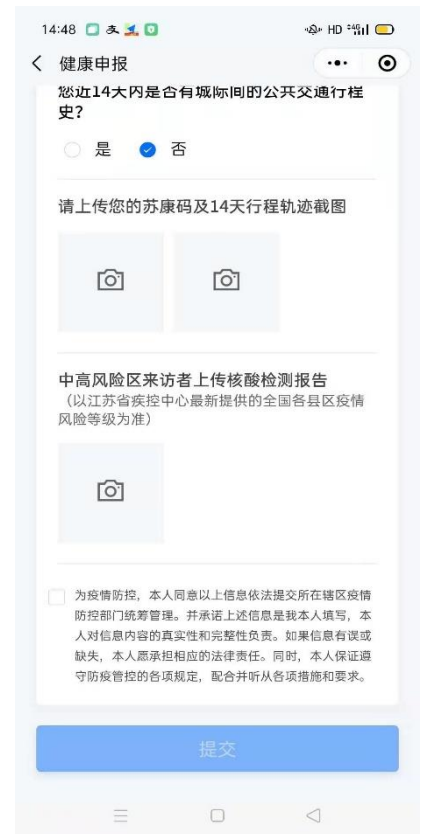 14:48
HD 4G
健康申报
您近14天内是否有城际间的公共交通行程
史?
是 否
请上传您的苏康码及14天行程轨迹截图
中高风险区来访者上传核酸检测报告
（以江苏省疾控中心最新提供的全国各县区疫情
风险等级为准）
为疫情防控，本人同意以上信息依法提交所在辖区疫情
防控部门统筹管理。并承诺上述信息是我本人填写，本
人对信息内容的真实性和完整性负责。如果信息有误或
缺失，本人愿承担相应的法律责任。同时，本人保证遵
守防疫管控的各项规定，配合并听从各项措施和要求。
提交